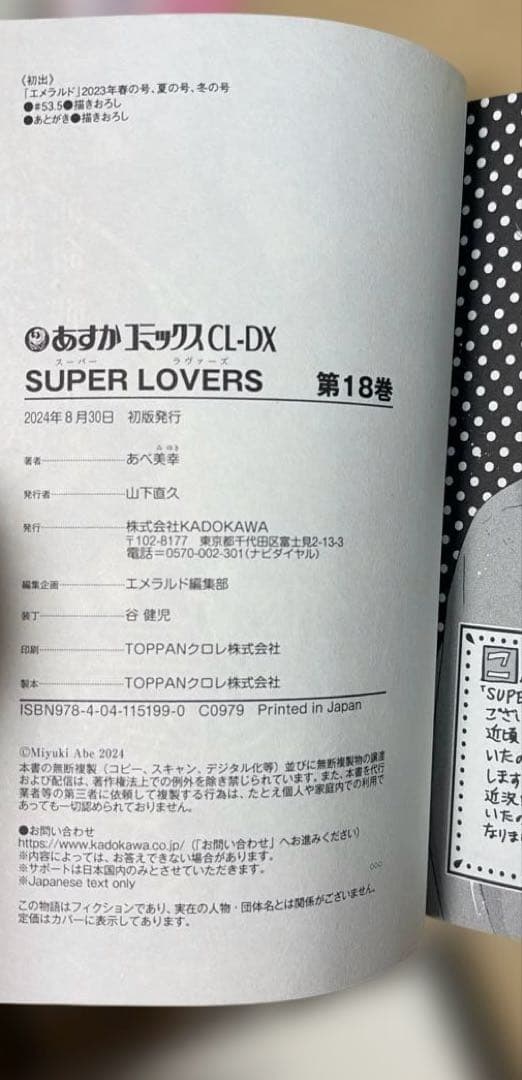 〈初出〉
「エメラルド」2023年春の号、夏の号、冬の号
●#53.5●描きおろし
●あとがき●描きおろし
あすかコミックスCL-DX
スーパー ラヴァーズ
SUPER LOVERS 第18巻
2024年8月30日 初版発行
みゆき
著者 あべ美幸
発行者 山下直久
発行 株式会社KADOKAWA
〒102-8177 東京都千代田区富士見2-13-3
電話=0570-002-301(ナビダイヤル)
編集企画 エメラルド編集部
装丁 谷 健児
印刷 TOPPANクロレ株式会社
製本 TOPPANクロレ株式会社
ISBN978-4-04-115199-0 C0979 Printed in Japan
©Miyuki Abe 2024
本書の無断複製（コピー、スキャン、デジタル化等）並びに無断複製物の譲渡
および配信は、著作権法上での例外を除き禁じられています。また、本書を代行
業者等の第三者に依頼して複製する行為は、たとえ個人や家庭内での利用で
あっても一切認められておりません。
●お問い合わせ
https://www.kadokawa.co.jp/（「お問い合わせ」へお進みください）
※内容によっては、お答えできない場合があります。
※サポートは日本国内のみとさせていただきます。
※Japanese text only
この物語はフィクションであり、実在の人物・団体名とは関係がございません。
定価はカバーに表示してあります。
「SUPE
ござし
近頃
いたの
します
近況
いたの
なりま